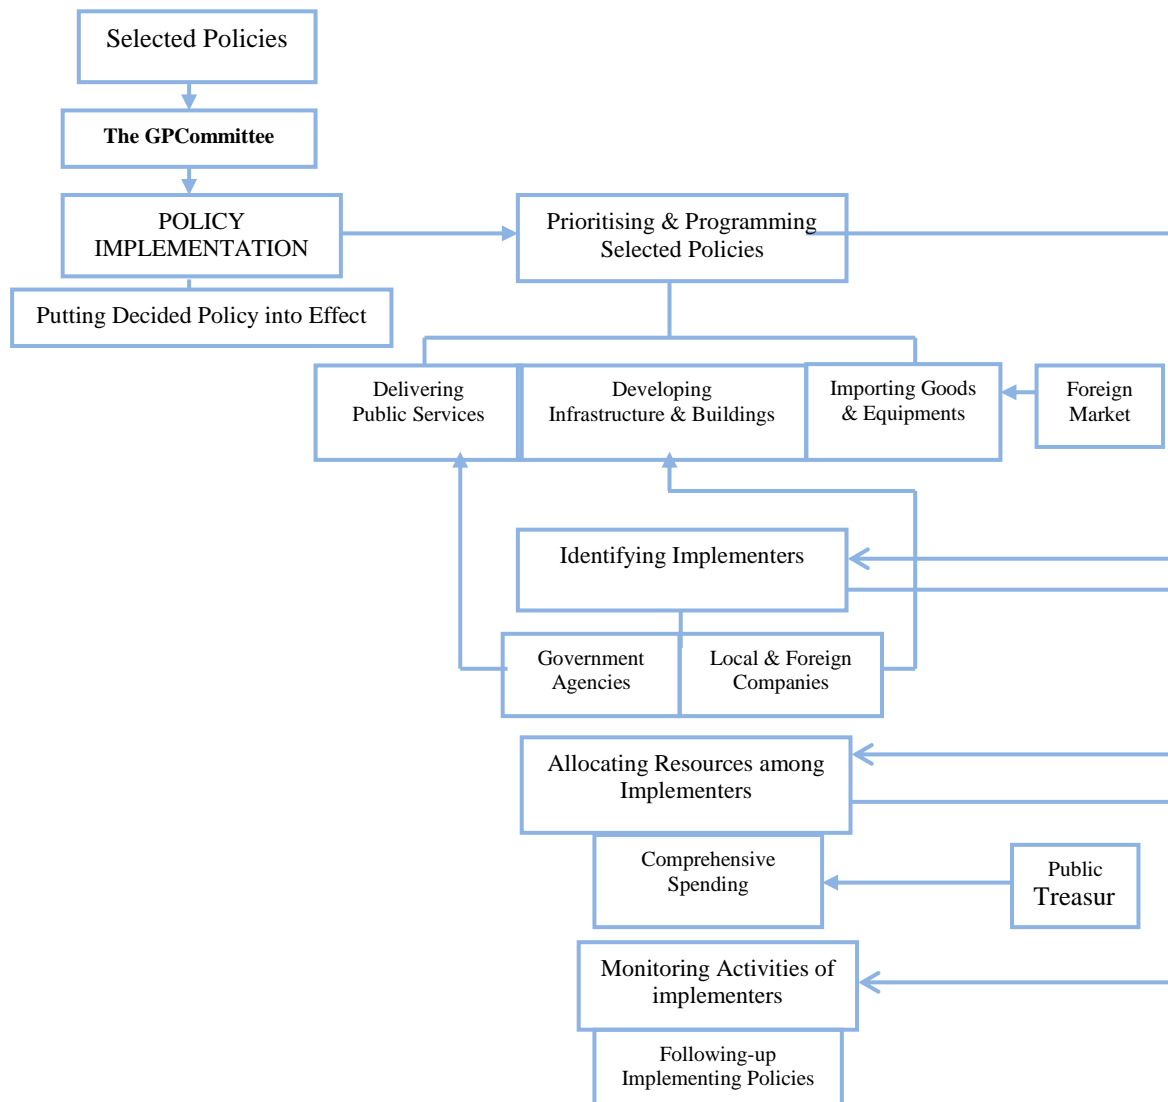 Selected Policies
The GPCommittee
POLICY
IMPLEMENTATION
Prioritising & Programming
Selected Policies
Putting Decided Policy into Effect
Delivering
Public Services
Developing
Infrastructure & Buildings
Importing Goods
& Equipments
Foreign
Market
Identifying Implementers
Government
Agencies
Local & Foreign
Companies
Allocating Resources among
Implementers
Comprehensive
Spending
Public
Treasur
Monitoring Activities of
implementers
Following-up
Implementing Policies